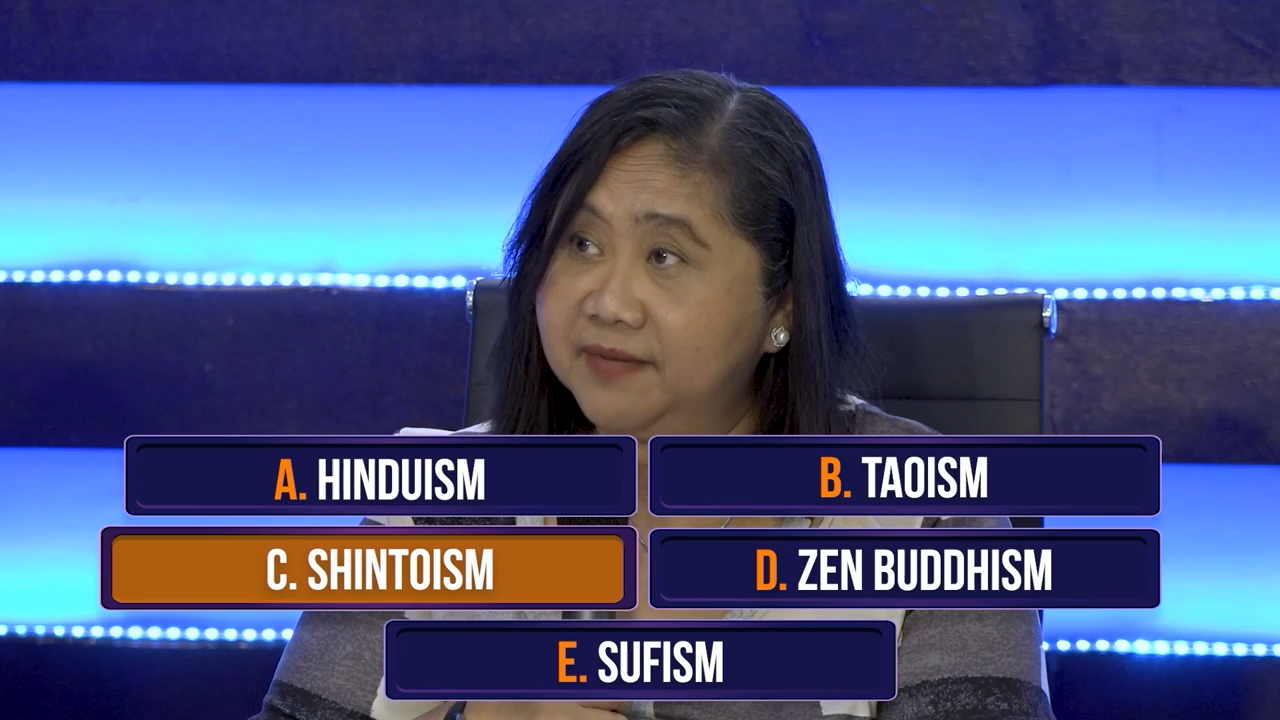 A. HINDUISM
B. TAOISM
C. SHINTOISM
D. ZEN BUDDHISM
E. SUFISM